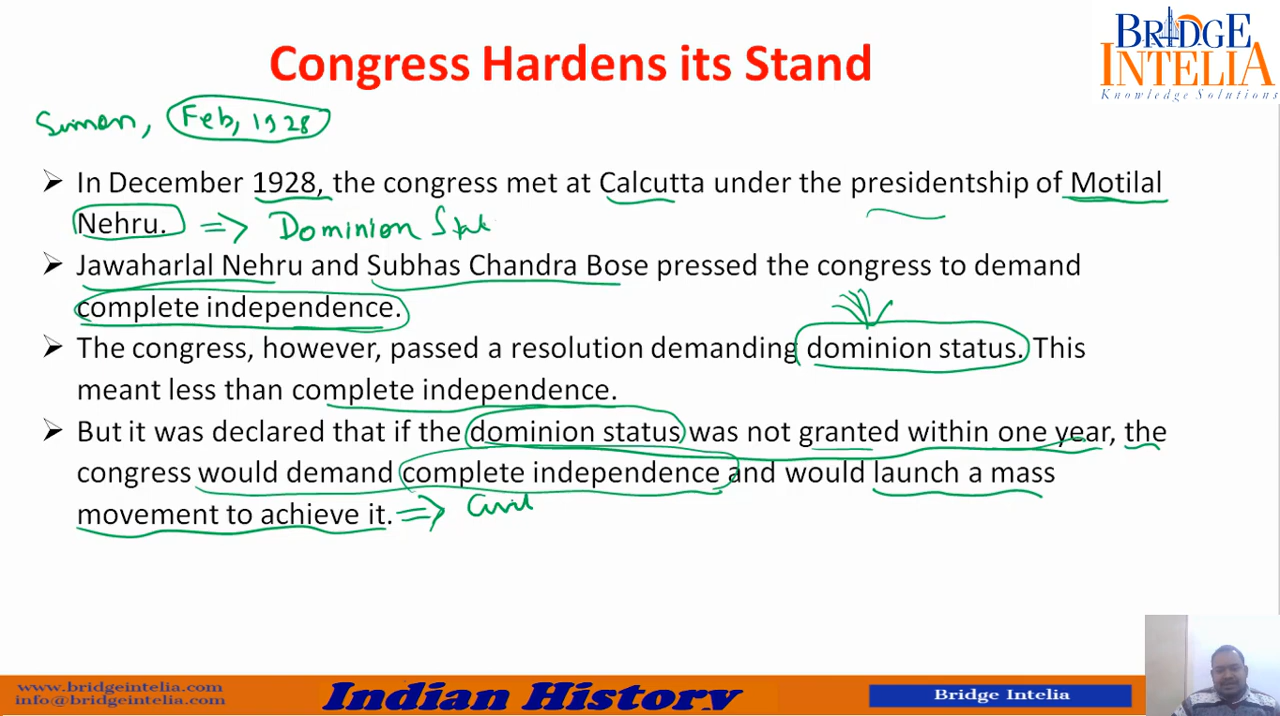 Congress Hardens its Stand
BRIDGE
INTELIA
Knowledge Solutions
Simon, Feb, 1928
➢ In December 1928, the congress met at Calcutta under the presidentship of Motilal
Nehru. => Dominion Stat
➢ Jawaharlal Nehru and Subhas Chandra Bose pressed the congress to demand
complete independence.
➢ The congress, however, passed a resolution demanding dominion status. This
meant less than complete independence.
➢ But it was declared that if the dominion status was not granted within one year, the
congress would demand complete independence and would launch a mass
movement to achieve it. => Civil
www.bridgeintelia.com
info@bridgeintelia.com
Indian History
Bridge Intelia